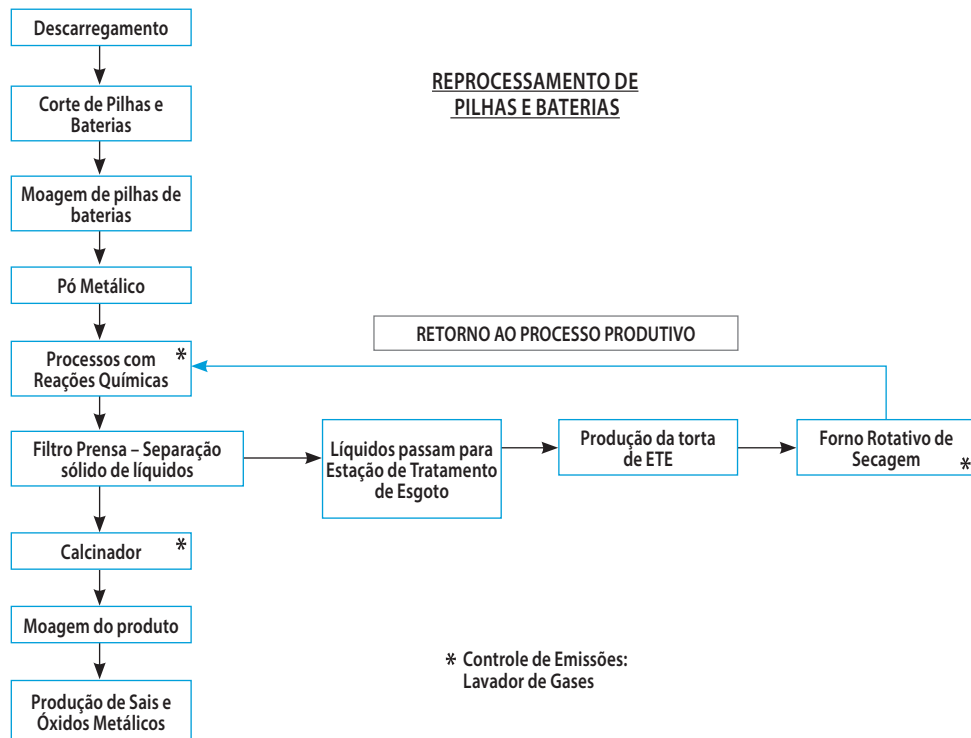 Descarregamento
REPROCESSAMENTO DE
PILHAS E BATERIAS
Corte de Pilhas e
Baterias
Moagem de pilhas de
baterias
Pó Metálico
RETORNO AO PROCESSO PRODUTIVO
Processos com *
Reações Químicas
Filtro Prensa – Separação
sólido de líquidos
Líquidos passam para
Estação de Tratamento
de Esgoto
Produção da torta
de ETE
Forno Rotativo de
Secagem *
Calcinador *
Moagem do produto
Produção de Sais e
Óxidos Metálicos
* Controle de Emissões:
Lavador de Gases